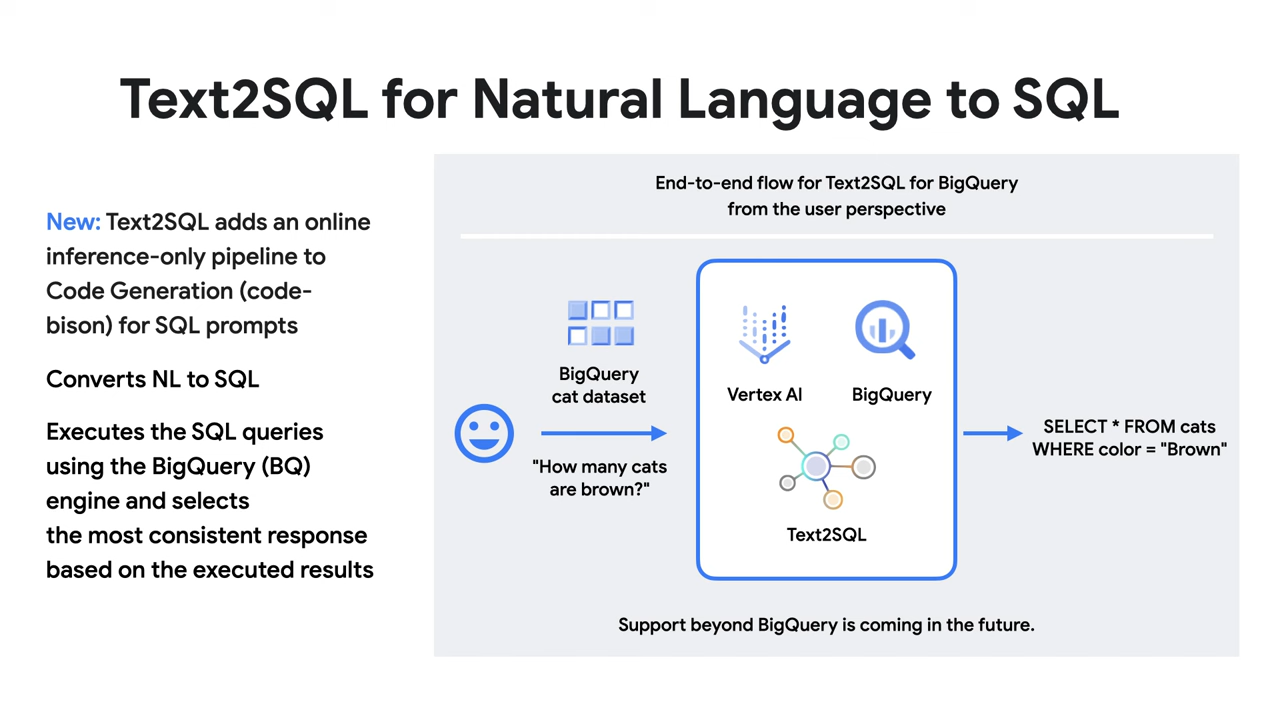 Text2SQL for Natural Language to SQL
New: Text2SQL adds an online
inference-only pipeline to
Code Generation (code-
bison) for SQL prompts
Converts NL to SQL
Executes the SQL queries
using the BigQuery (BQ)
engine and selects
the most consistent response
based on the executed results
End-to-end flow for Text2SQL for BigQuery
from the user perspective
BigQuery
cat dataset
"How many cats
are brown?"
Vertex AI
BigQuery
Text2SQL
SELECT * FROM cats
WHERE color = "Brown"
Support beyond BigQuery is coming in the future.